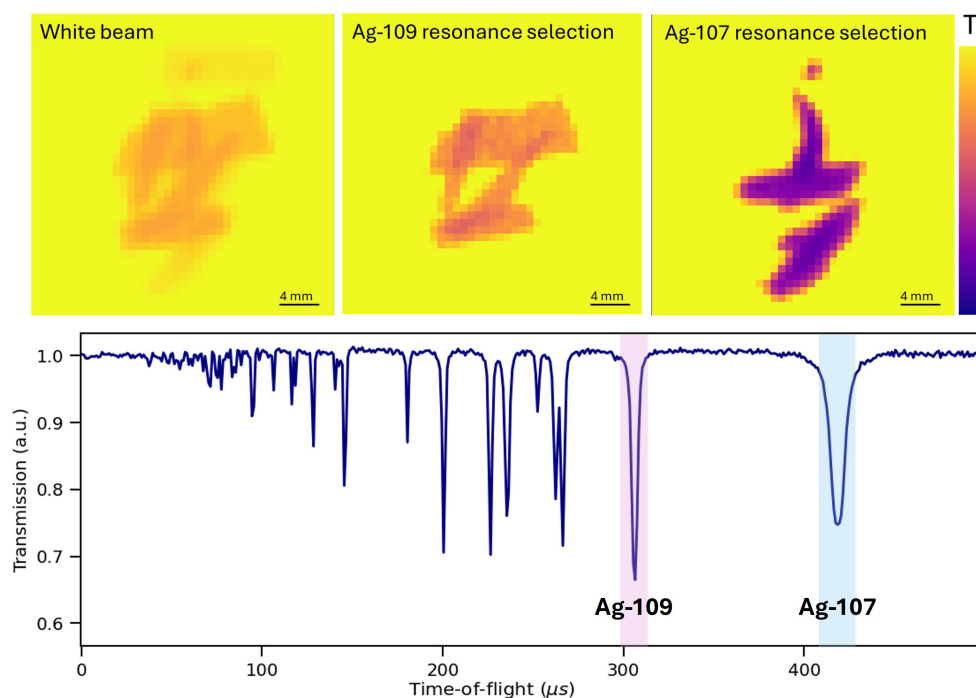 White beam
Ag-109 resonance selection
Ag-107 resonance selection
T
4 mm
4 mm
4 mm
Transmission (a.u.)
1.0
0.9
0.8
0.7
0.6
Ag-109
Ag-107
0
100
200
300
400
Time-of-flight (μs)